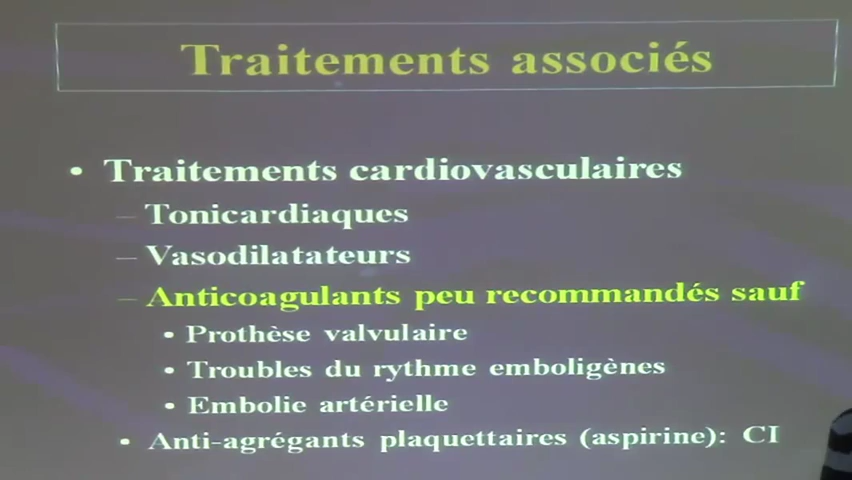 Traitements associés
• Traitements cardiovasculaires
– Tonicardiaques
– Vasodilatateurs
– Anticoagulants peu recommandés sauf
• Prothèse valvulaire
• Troubles du rythme emboligènes
• Embolie artérielle
• Anti-agrégants plaquettaires (aspirine): CI